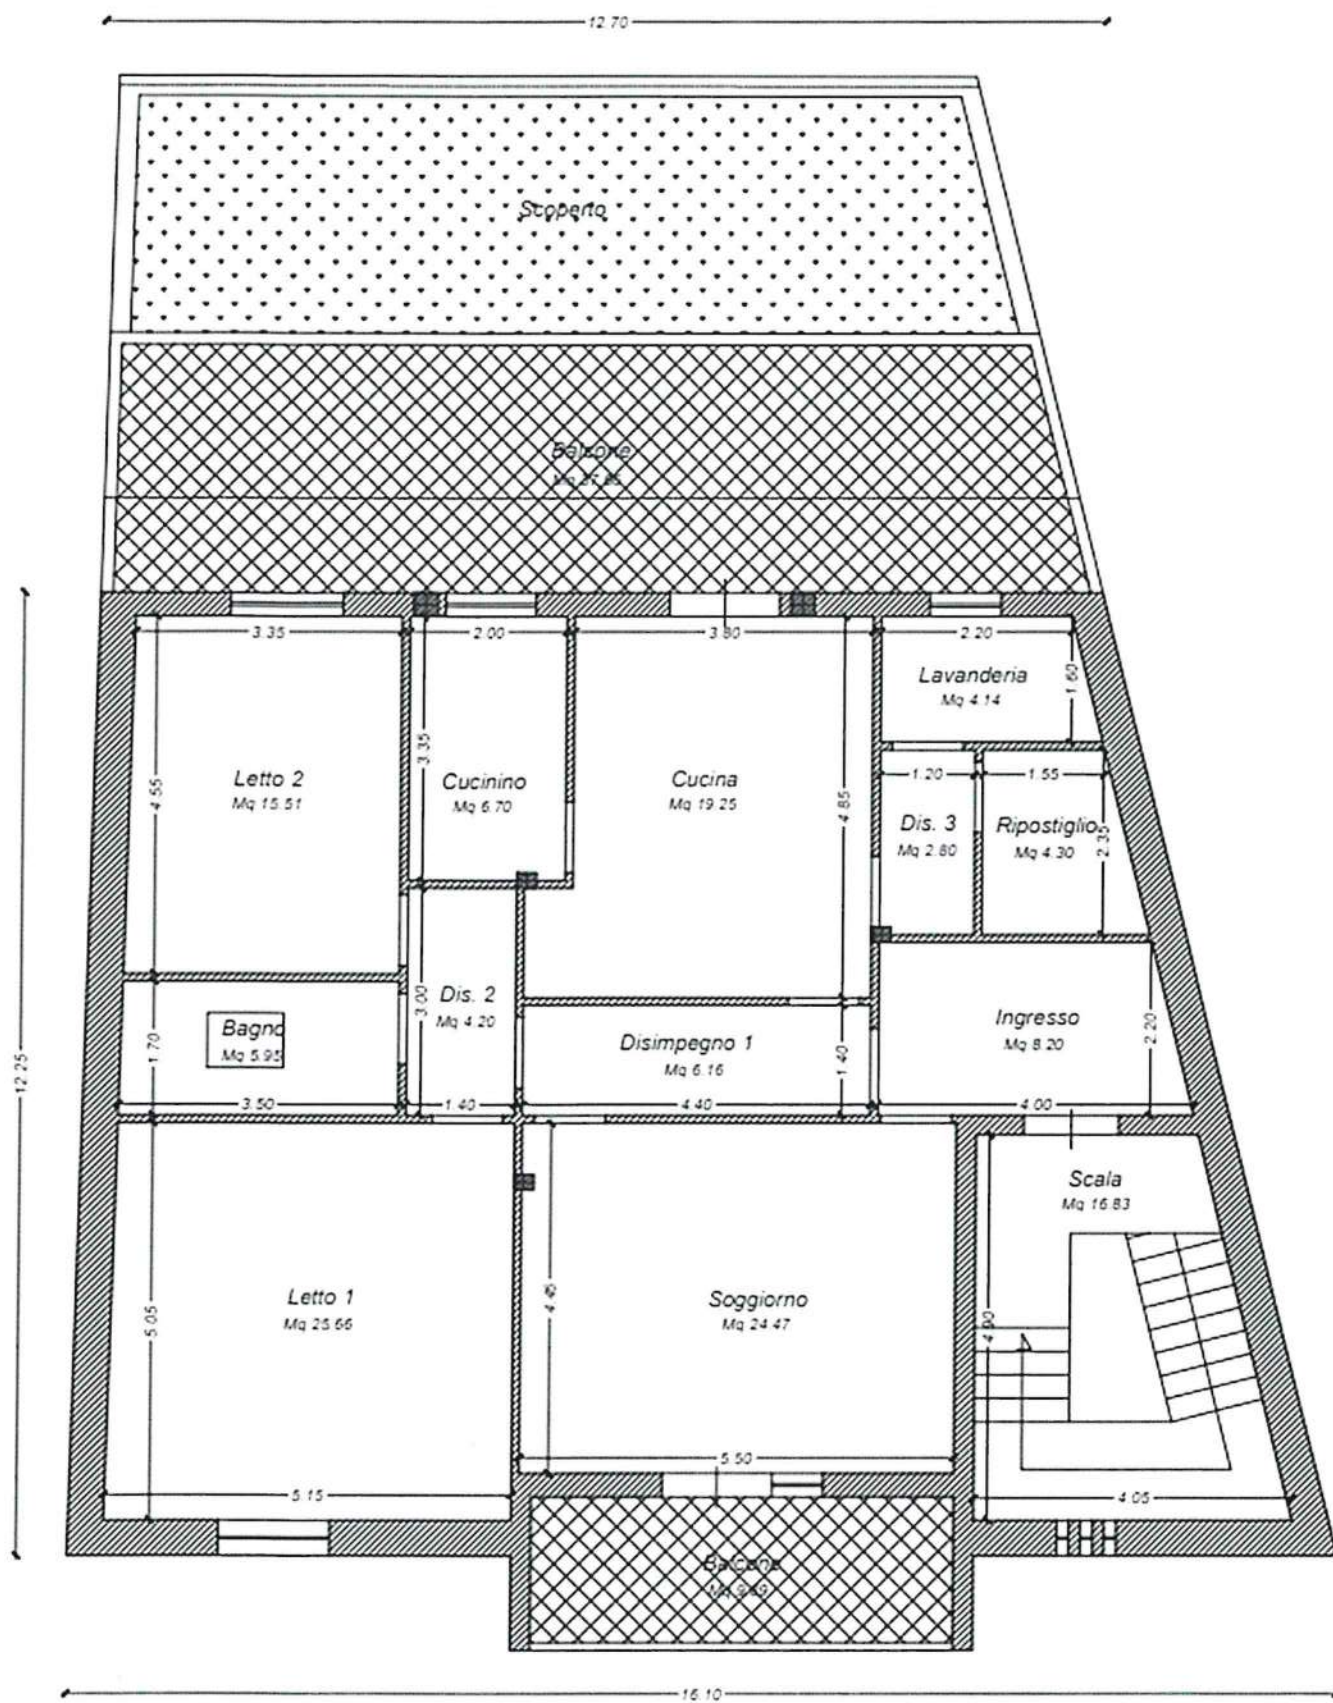 12.70
Scoperto
Balcone
Mq 37.85
3.35
2.00
3.80
2.20
Lavanderia
Mq 4.14
1.60
4.55
3.35
4.85
Letto 2
Mq 15.51
Cucinino
Mq 6.70
Cucina
Mq 19.25
1.20
1.55
Dis. 3
Mq 2.80
Ripostiglio
Mq 4.30
2.35
12.25
Bagno
Mq 5.95
1.70
3.00
Dis. 2
Mq 4.20
Disimpegno 1
Mq 6.16
1.40
Ingresso
Mq 8.20
2.20
3.50
1.40
4.40
4.00
Scala
Mq 16.83
5.05
Letto 1
Mq 25.66
4.45
Soggiorno
Mq 24.47
4.90
5.15
5.50
4.05
Balcone
16.10